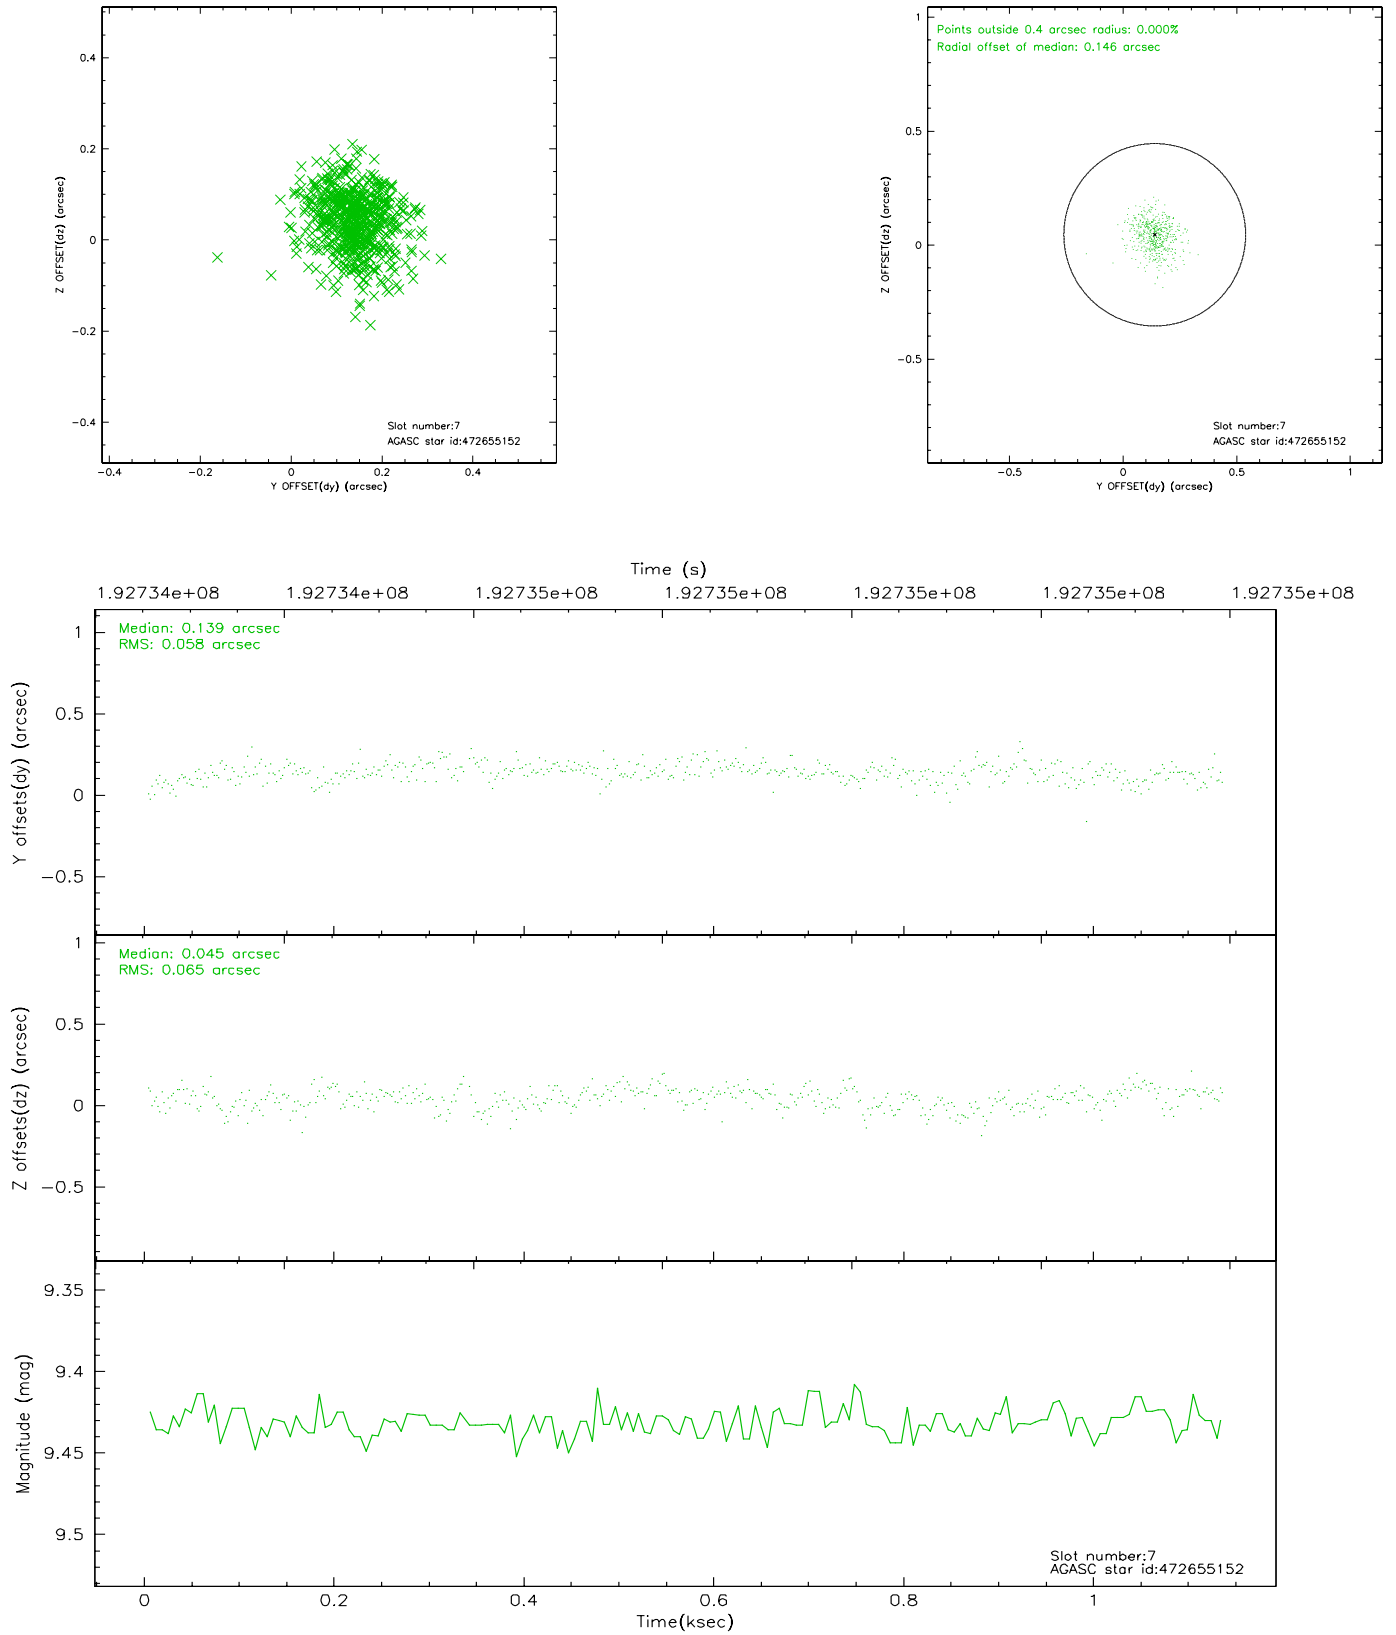 0.4
0.2
0
−0.2
−0.4
Z OFFSET(dz) (arcsec)
−0.4 −0.2 0 0.2 0.4
Y OFFSET(dy) (arcsec)
Slot number:7
AGASC star id:472655152
Points outside 0.4 arcsec radius: 0.000%
Radial offset of median: 0.146 arcsec
1
0.5
0
−0.5
Z OFFSET(dz) (arcsec)
−0.5 0 0.5 1
Y OFFSET(dy) (arcsec)
Slot number:7
AGASC star id:472655152
Time (s)
1.92734e+08 1.92734e+08 1.92735e+08 1.92735e+08 1.92735e+08 1.92735e+08 1.92735e+08
Median: 0.139 arcsec
RMS: 0.058 arcsec
1
0.5
0
−0.5
Y offsets(dy) (arcsec)
Median: 0.045 arcsec
RMS: 0.065 arcsec
1
0.5
0
−0.5
Z offsets(dz) (arcsec)
9.35
9.4
9.45
9.5
Magnitude (mag)
Slot number:7
AGASC star id:472655152
0 0.2 0.4 0.6 0.8 1
Time(ksec)